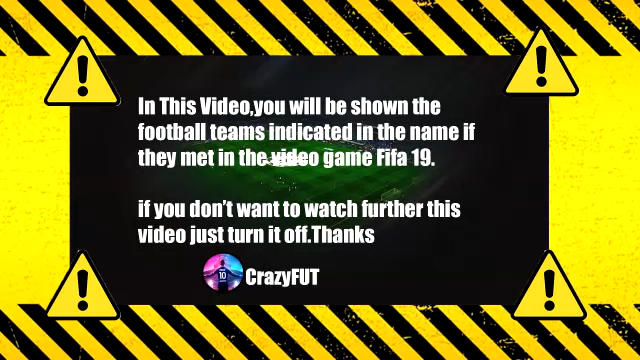 In This Video,you will be shown the
football teams indicated in the name if
they met in the video game Fifa 19.
if you don't want to watch further this
video just turn it off.Thanks
10
CrazyFUT